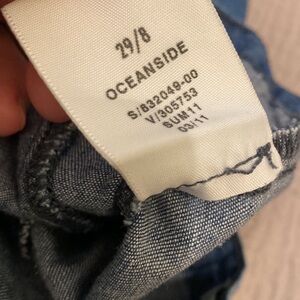 29/8
OCEANSIDE
S/832049-00
V/305753
SUM11
03/11